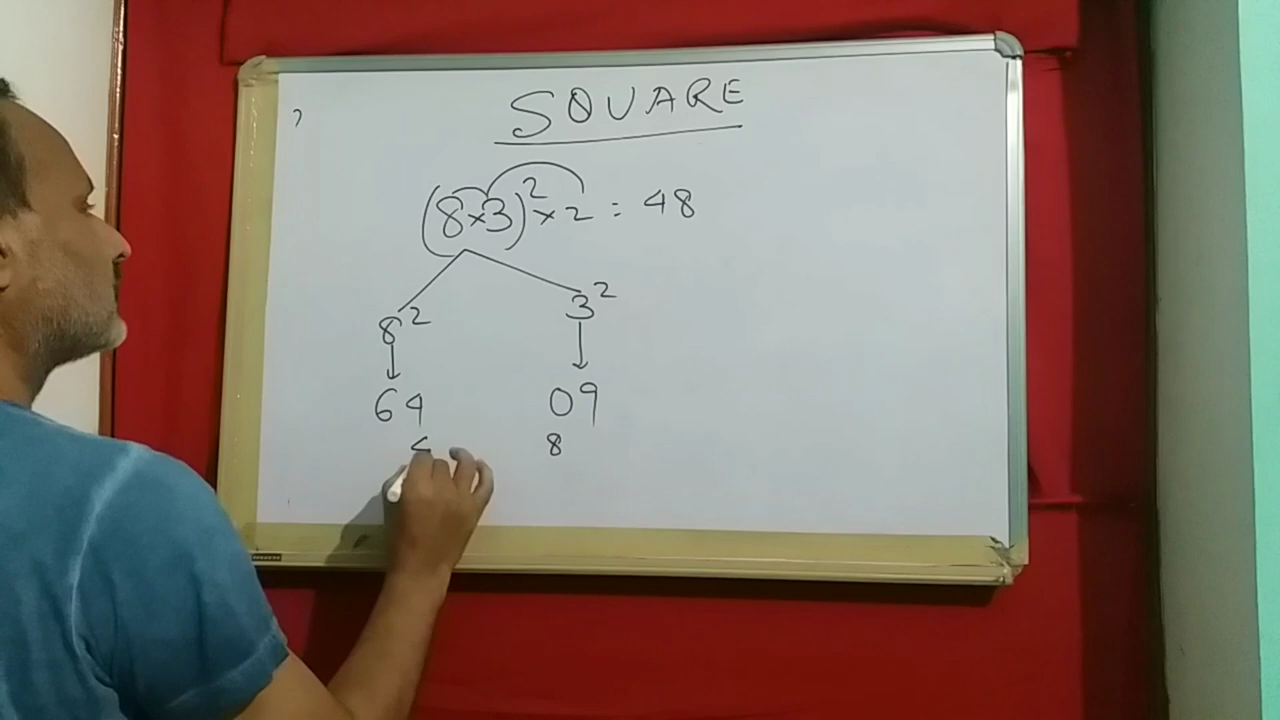 SQUARE
(8×3)²×2 = 48
8² 3²
64 09
8